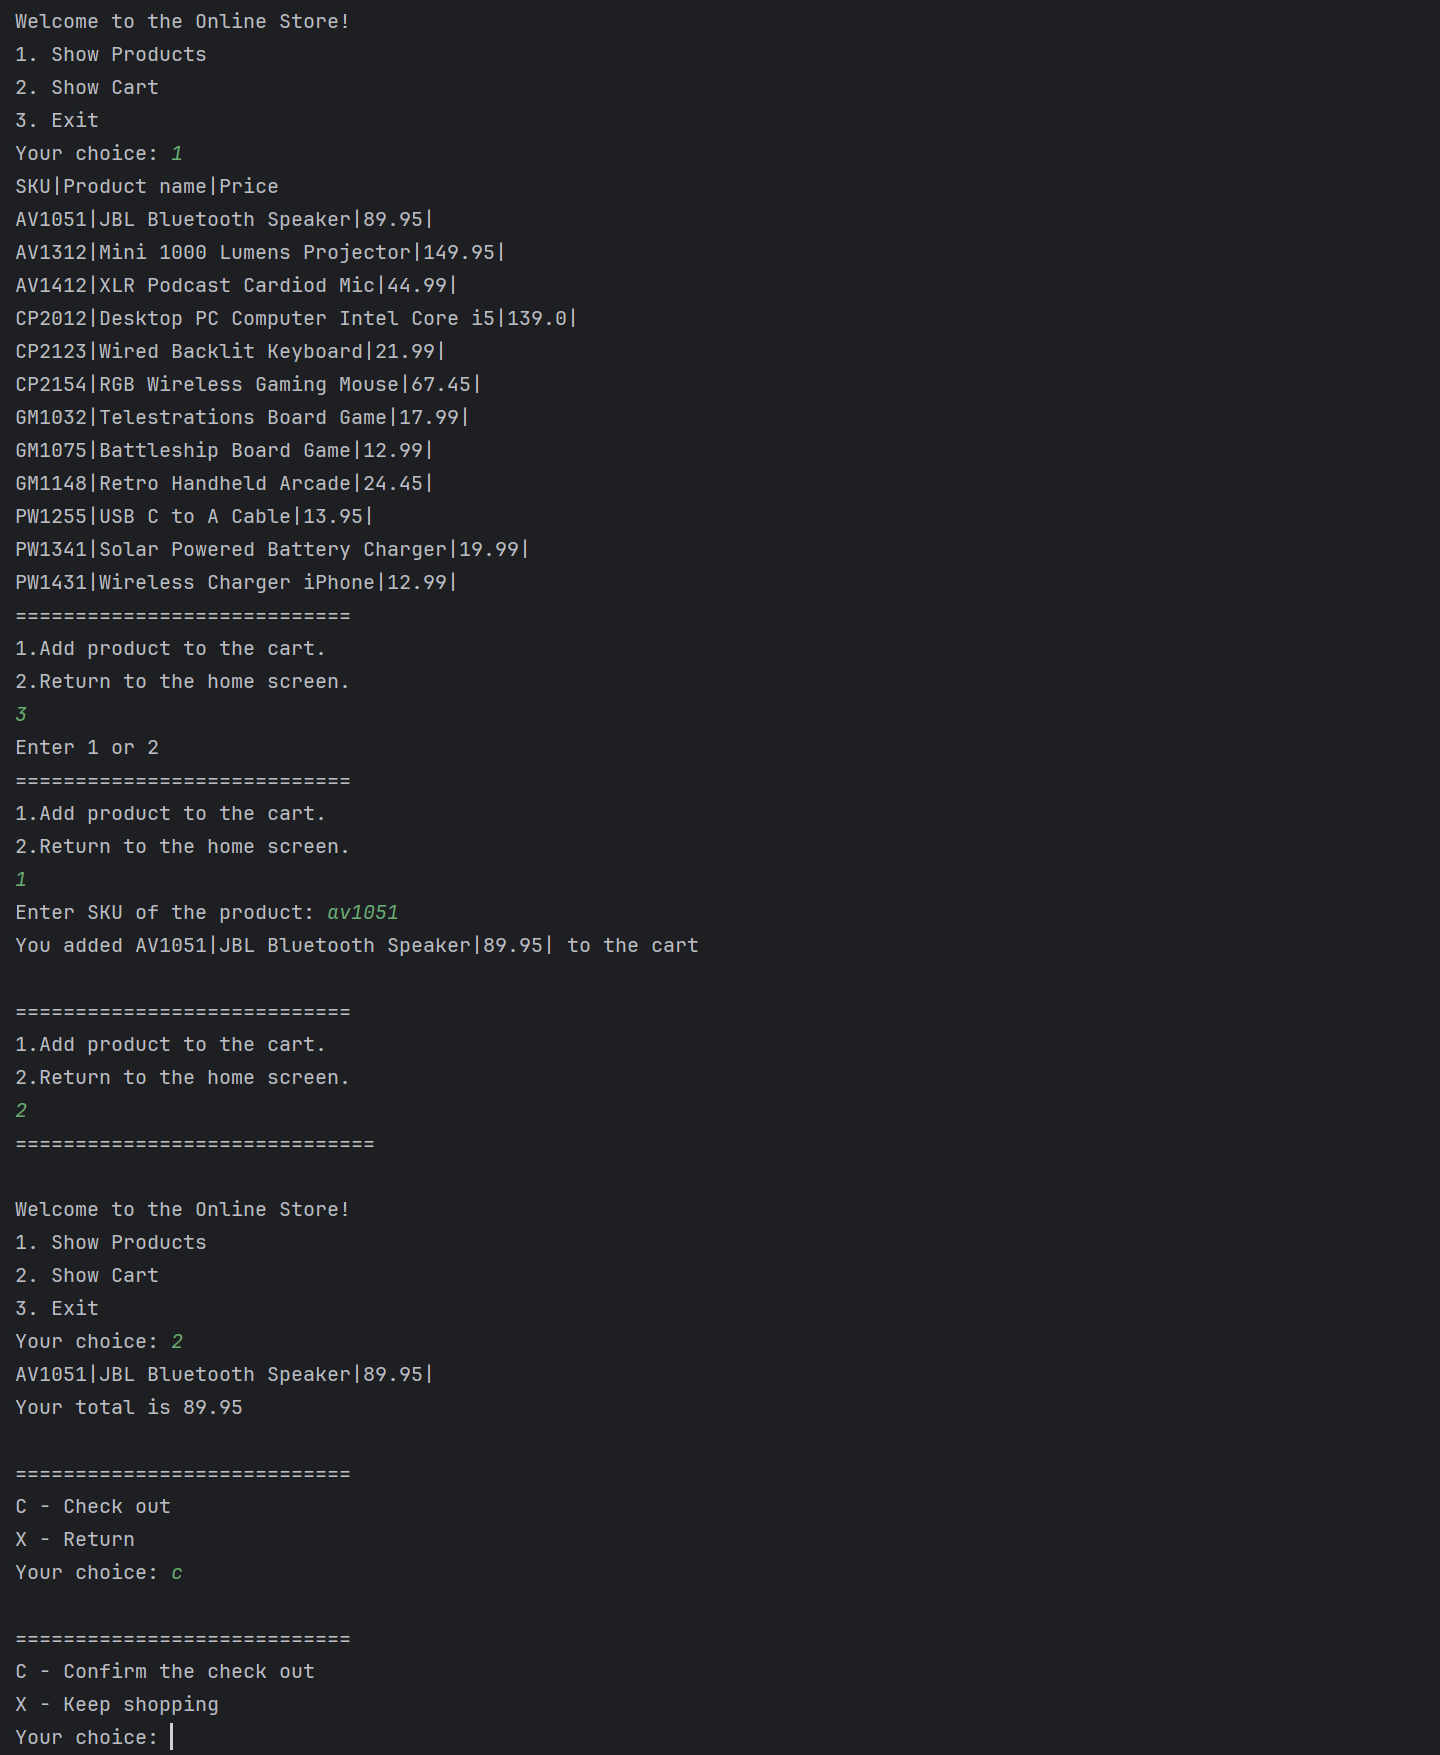 Welcome to the Online Store!
1. Show Products
2. Show Cart
3. Exit
Your choice: 1
SKU|Product name|Price
AV1051|JBL Bluetooth Speaker|89.95|
AV1312|Mini 1000 Lumens Projector|149.95|
AV1412|XLR Podcast Cardiod Mic|44.99|
CP2012|Desktop PC Computer Intel Core i5|139.0|
CP2123|Wired Backlit Keyboard|21.99|
CP2154|RGB Wireless Gaming Mouse|67.45|
GM1032|Telestrations Board Game|17.99|
GM1075|Battleship Board Game|12.99|
GM1148|Retro Handheld Arcade|24.45|
PW1255|USB C to A Cable|13.95|
PW1341|Solar Powered Battery Charger|19.99|
PW1431|Wireless Charger iPhone|12.99|
============================
1.Add product to the cart.
2.Return to the home screen.
3
Enter 1 or 2
============================
1.Add product to the cart.
2.Return to the home screen.
1
Enter SKU of the product: av1051
You added AV1051|JBL Bluetooth Speaker|89.95| to the cart

============================
1.Add product to the cart.
2.Return to the home screen.
2
==============================

Welcome to the Online Store!
1. Show Products
2. Show Cart
3. Exit
Your choice: 2
AV1051|JBL Bluetooth Speaker|89.95|
Your total is 89.95

============================
C - Check out
X - Return
Your choice: c

============================
C - Confirm the check out
X - Keep shopping
Your choice: